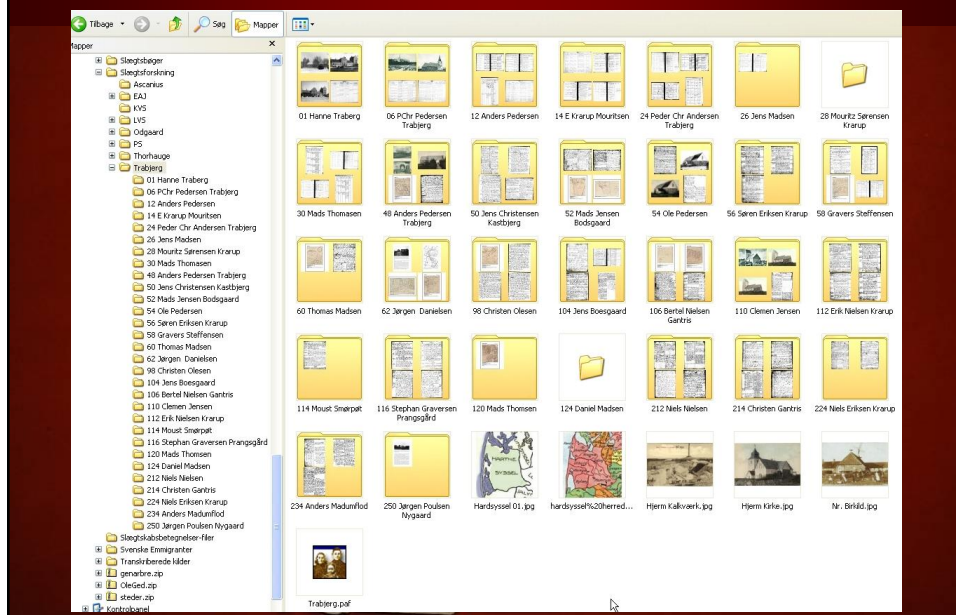 Tilbage
Søg
Mapper
Mapper
×
Slægtsbøger
Slægtsforskning
Ascanius
EAJ
KVS
LVS
Odgaard
PS
Thorhauge
Trabjerg
01 Hanne Traberg
06 PChr Pedersen Trabjerg
12 Anders Pedersen
14 E Krarup Mouritsen
24 Peder Chr Andersen Trabjerg
26 Jens Madsen
28 Mouritz Sørensen Krarup
30 Mads Thomasen
48 Anders Pedersen Trabjerg
50 Jens Christensen Kastbjerg
52 Mads Jensen Bodsgaard
54 Ole Pedersen
56 Søren Eriksen Krarup
58 Gravers Steffensen
60 Thomas Madsen
62 Jørgen Danielsen
98 Christen Olesen
104 Jens Boesgaard
106 Bertel Nielsen Gantris
110 Clemen Jensen
112 Erik Nielsen Krarup
114 Moust Smørpøt
116 Stephan Graversen Prangsgård
120 Mads Thomsen
124 Daniel Madsen
212 Niels Nielsen
214 Christen Gantris
224 Niels Eriksen Krarup
234 Anders Madumflod
250 Jørgen Poulsen Nygaard
Slægtskabsbetegnelser-filer
Svenske Emmigranter
Transkriberede kilder
genarbre.zip
OleGed.zip
steder.zip
Kontrolpanel
01 Hanne Traberg
06 PChr Pedersen
Trabjerg
12 Anders Pedersen
14 E Krarup Mouritsen
24 Peder Chr Andersen
Trabjerg
26 Jens Madsen
28 Mouritz Sørensen
Krarup
30 Mads Thomasen
48 Anders Pedersen
Trabjerg
50 Jens Christensen
Kastbjerg
52 Mads Jensen
Bodsgaard
54 Ole Pedersen
56 Søren Eriksen Krarup
58 Gravers Steffensen
60 Thomas Madsen
62 Jørgen Danielsen
98 Christen Olesen
104 Jens Boesgaard
106 Bertel Nielsen
Gantris
110 Clemen Jensen
112 Erik Nielsen Krarup
114 Moust Smørpøt
116 Stephan Graversen
Prangsgård
120 Mads Thomsen
124 Daniel Madsen
212 Niels Nielsen
214 Christen Gantris
224 Niels Eriksen Krarup
HARTHE
SYSSEL
234 Anders Madumflod
250 Jørgen Poulsen
Nygaard
Hardsyssel 01.jpg
hardsyssel%20herred...
Hjerm Kalkværk.jpg
Hjerm Kirke.jpg
Nr. Birkild.jpg
Trabjerg.paf